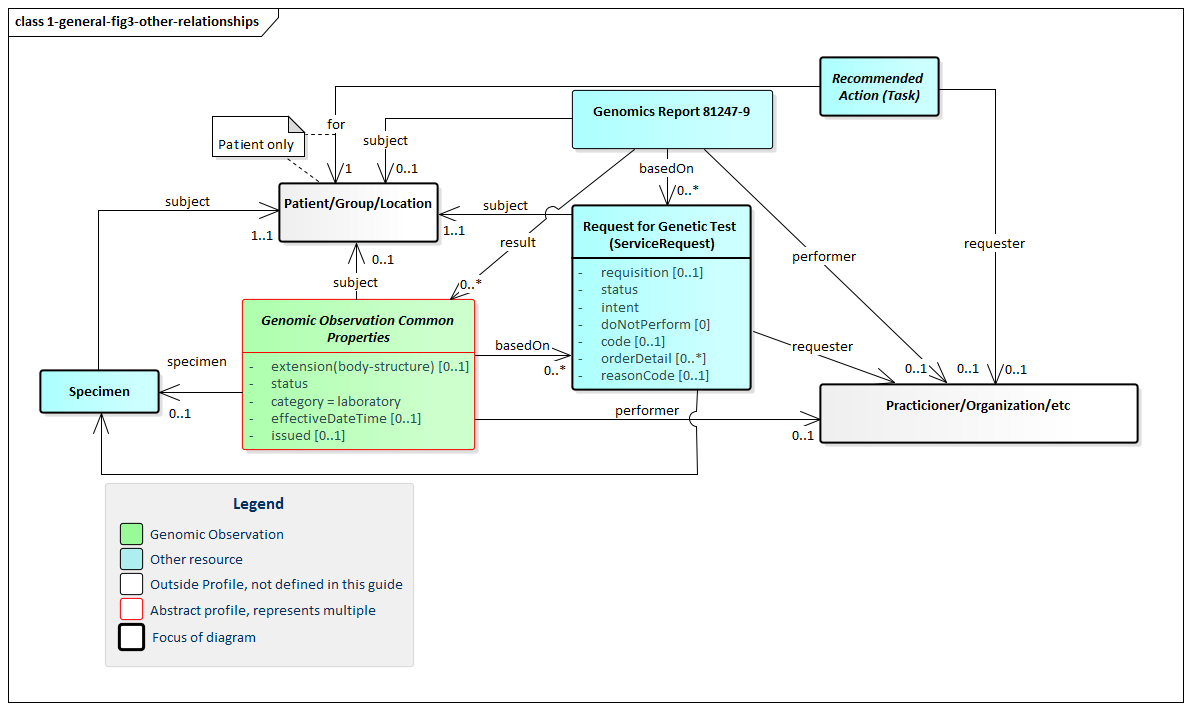 class 1-general-fig3-other-relationships
Recommended
Action (Task)
Genomics Report 81247-9
for
Patient only
subject
basedOn
1
0..1
0..*
Patient/Group/Location
subject
subject
1..1
1..1
Request for Genetic Test
(ServiceRequest)
result
performer
requester
0..1
subject
0..*
- requisition [0..1]
- status
- intent
- doNotPerform [0]
- code [0..1]
- orderDetail [0..*]
- reasonCode [0..1]
Genomic Observation Common
Properties
- extension(body-structure) [0..1]
- status
- category = laboratory
- effectiveDateTime [0..1]
- issued [0..1]
basedOn
0..*
requester
specimen
0..1
0..1
0..1
Specimen
0..1
performer
0..1
Practicioner/Organization/etc
Legend
Genomic Observation
Other resource
Outside Profile, not defined in this guide
Abstract profile, represents multiple
Focus of diagram